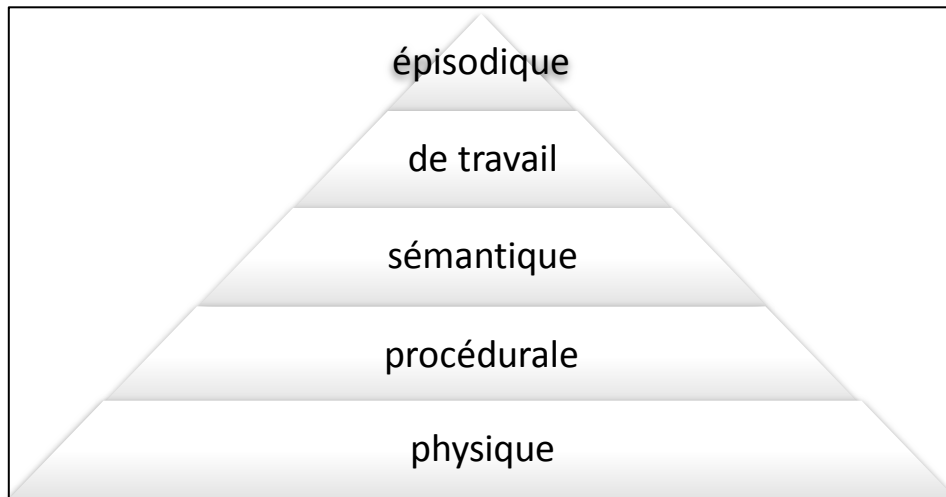 épisodique
de travail
sémantique
procédurale
physique